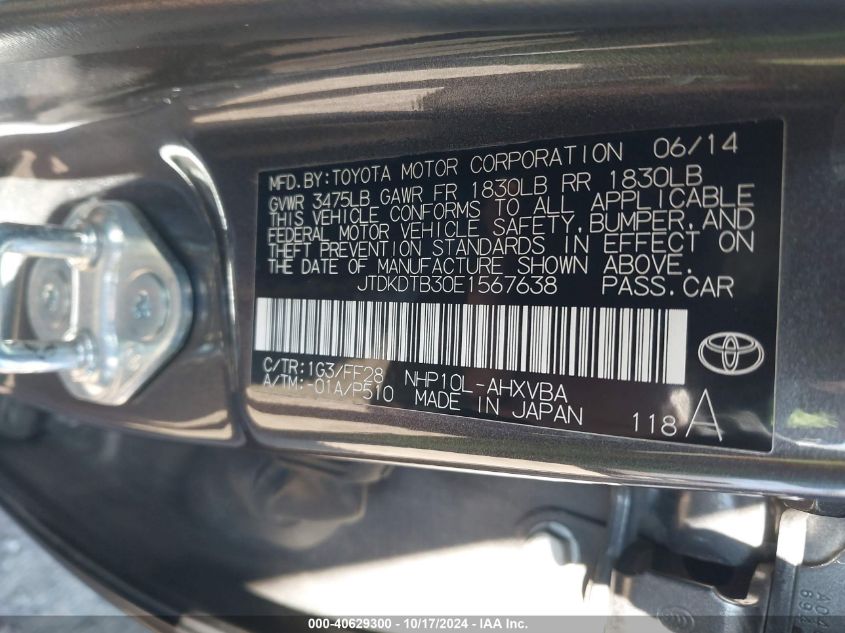 MFD.BY:TOYOTA MOTOR CORPORATION 06/14
GVWR 3475LB GAWR FR 1830LB RR 1830LB
THIS VEHICLE CONFORMS TO ALL APPLICABLE
FEDERAL MOTOR VEHICLE SAFETY,BUMPER,AND
THEFT PREVENTION STANDARDS IN EFFECT ON
THE DATE OF MANUFACTURE SHOWN ABOVE.
JTDKDTB30E1567638 PASS.CAR
C/TR:1G3/FF28 NHP10L-AHXVBA
A/TM:-01A/P510 MADE IN JAPAN 118 A
000-40629300 - 10/17/2024 - IAA Inc.